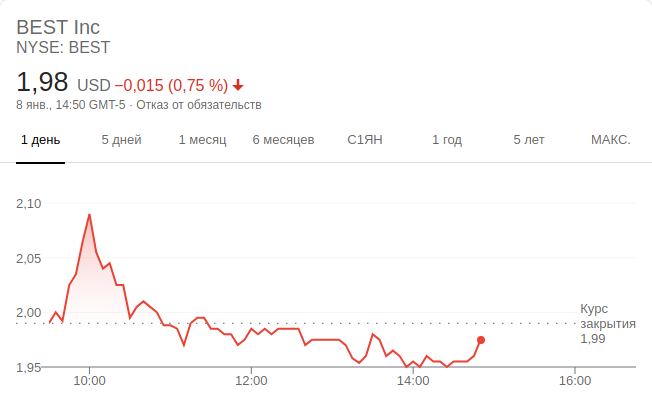 BEST Inc
NYSE: BEST
1,98 USD −0,015 (0,75 %)
8 янв., 14:50 GMT-5 · Отказ от обязательств
1 день 5 дней 1 месяц 6 месяцев С1ЯН 1 год 5 лет МАКС.
2,10
2,05
2,00
1,95
Курс
закрытия
1,99
10:00 12:00 14:00 16:00